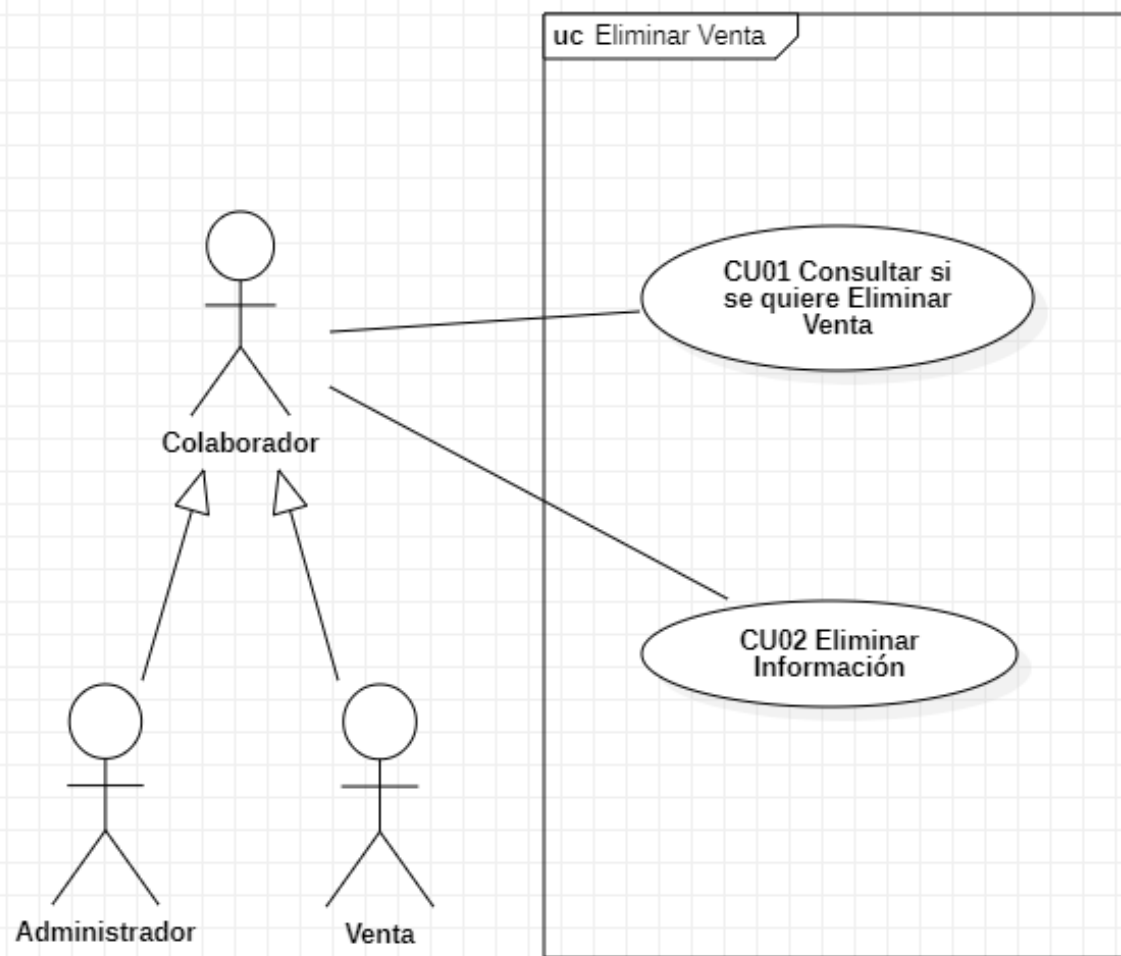 uc Eliminar Venta
CU01 Consultar si
se quiere Eliminar
Venta
Colaborador
CU02 Eliminar
Información
Administrador
Venta